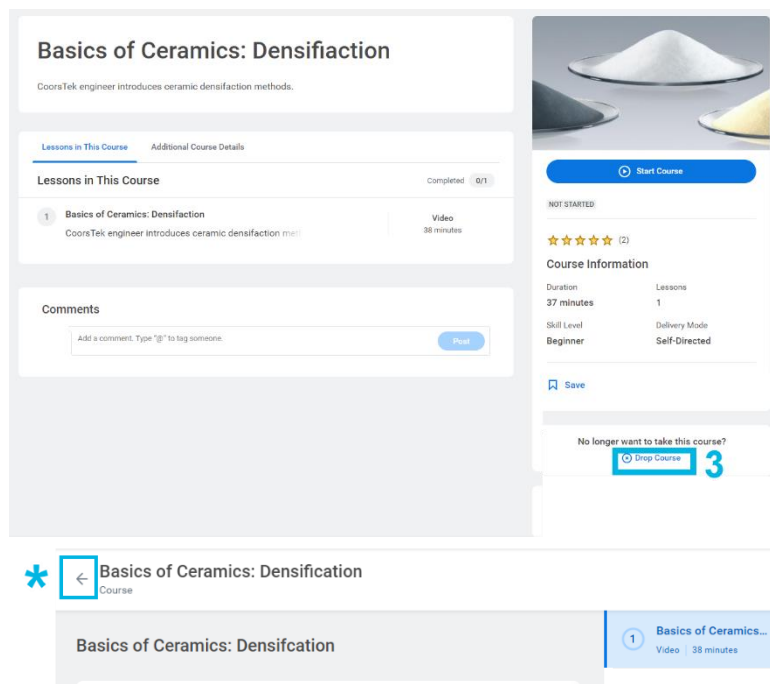 Basics of Ceramics: Densifiaction
CoorsTek engineer introduces ceramic densifaction methods.
Lessons in This Course Additional Course Details
Lessons in This Course Completed 0/1
1 Basics of Ceramics: Densifaction Video
CoorsTek engineer introduces ceramic densifaction 38 minutes
Comments
Add a comment. Type "@" to tag someone. Post
Start Course
NOT STARTED
(2)
Course Information
Duration Lessons
37 minutes 1
Skill Level Delivery Mode
Beginner Self-Directed
Save
No longer want to take this course?
Drop Course 3
* ← Basics of Ceramics: Densification
Course
Basics of Ceramics: Densifcation
1 Basics of Ceramics...
Video | 38 minutes